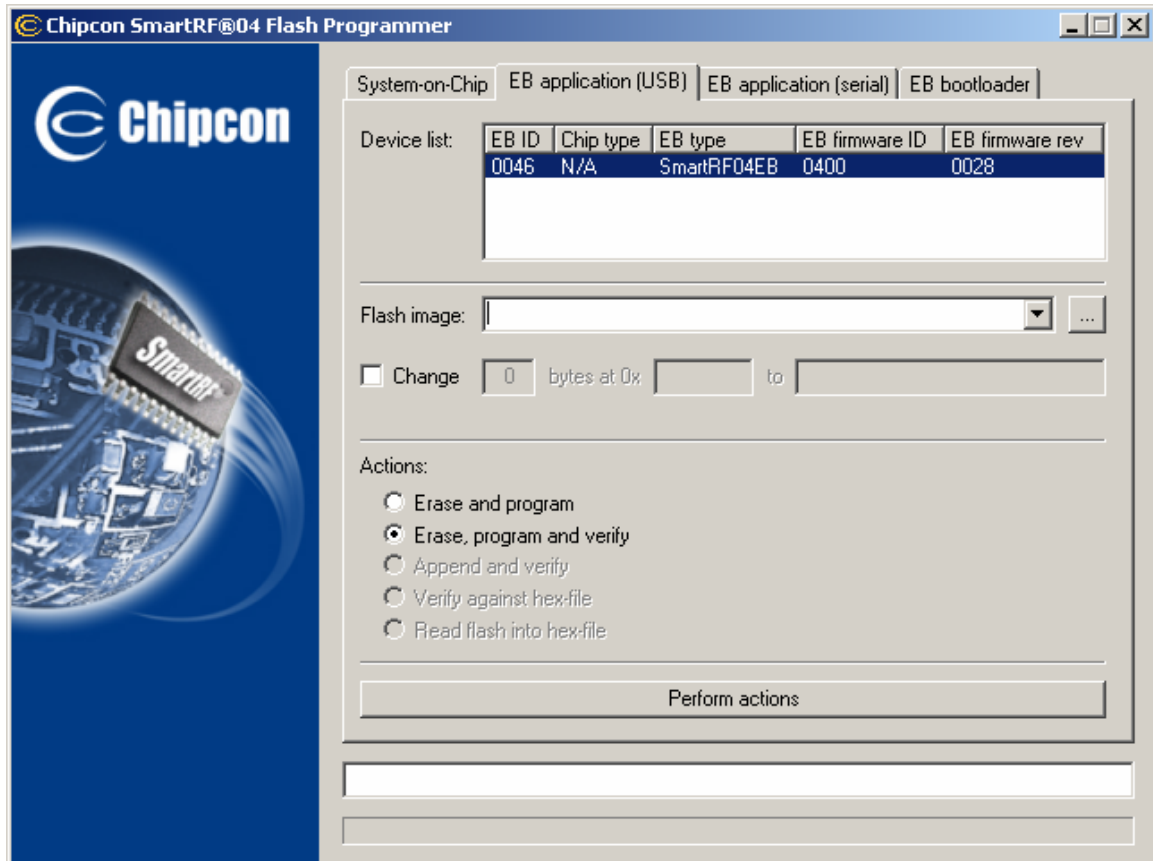 Chipcon SmartRF®04 Flash Programmer
Chipcon
SmartRF
System-on-Chip EB application (USB) EB application (serial) EB bootloader
Device list:
EB ID Chip type EB type EB firmware ID EB firmware rev
0046 N/A SmartRF04EB 0400 0028
Flash image: ...
Change 0 bytes at 0x to
Actions:
Erase and program
Erase, program and verify
Append and verify
Verify against hex-file
Read flash into hex-file
Perform actions